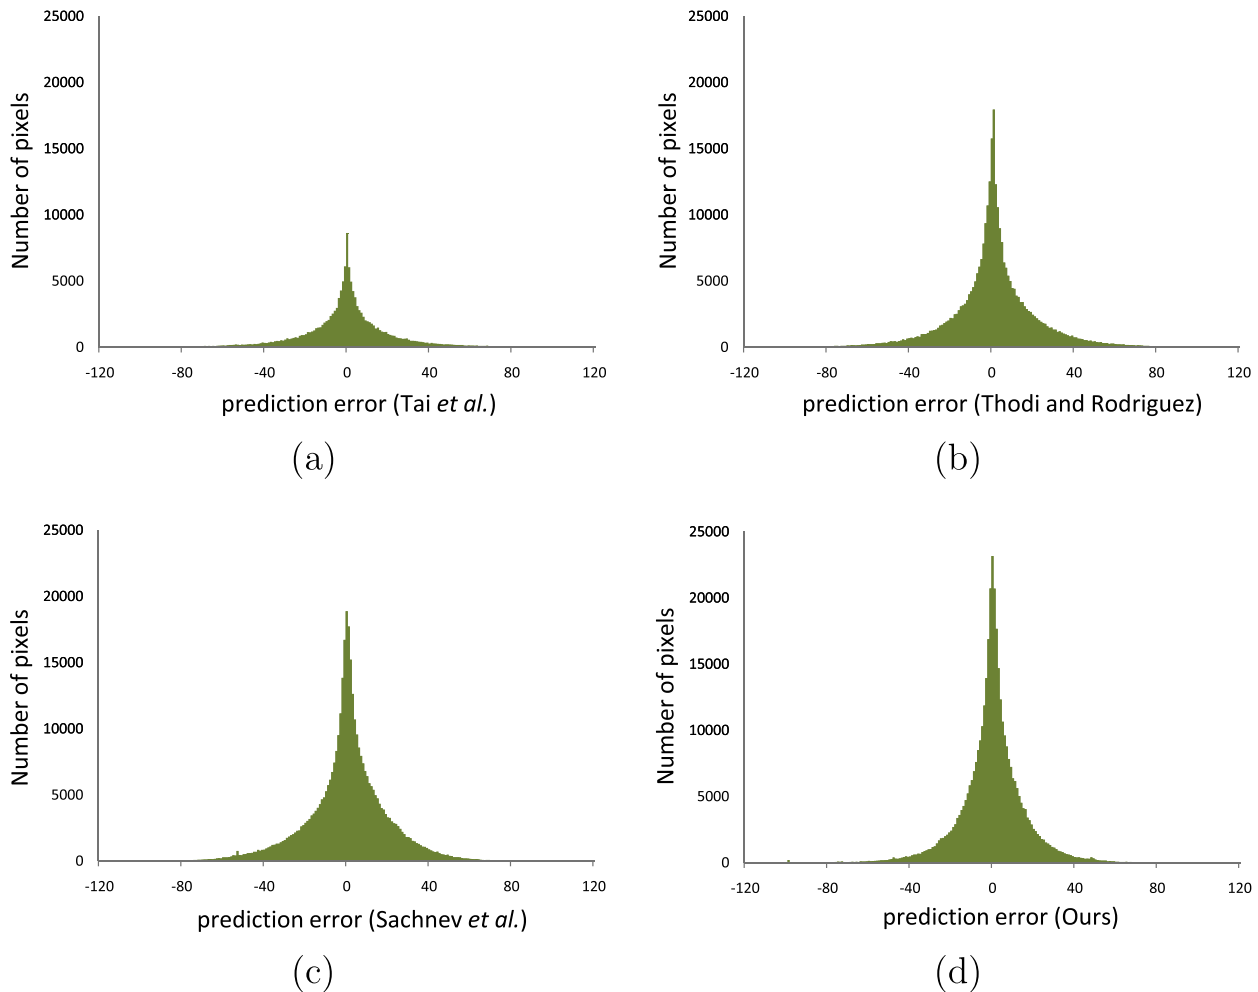 25000
20000
15000
10000
5000
0
-120 -80 -40 0 40 80 120
Number of pixels
prediction error (Tai et al.)
(a)
25000
20000
15000
10000
5000
0
-120 -80 -40 0 40 80 120
Number of pixels
prediction error (Thodi and Rodriguez)
(b)
25000
20000
15000
10000
5000
0
-120 -80 -40 0 40 80 120
Number of pixels
prediction error (Sachnev et al.)
(c)
25000
20000
15000
10000
5000
0
-120 -80 -40 0 40 80 120
Number of pixels
prediction error (Ours)
(d)